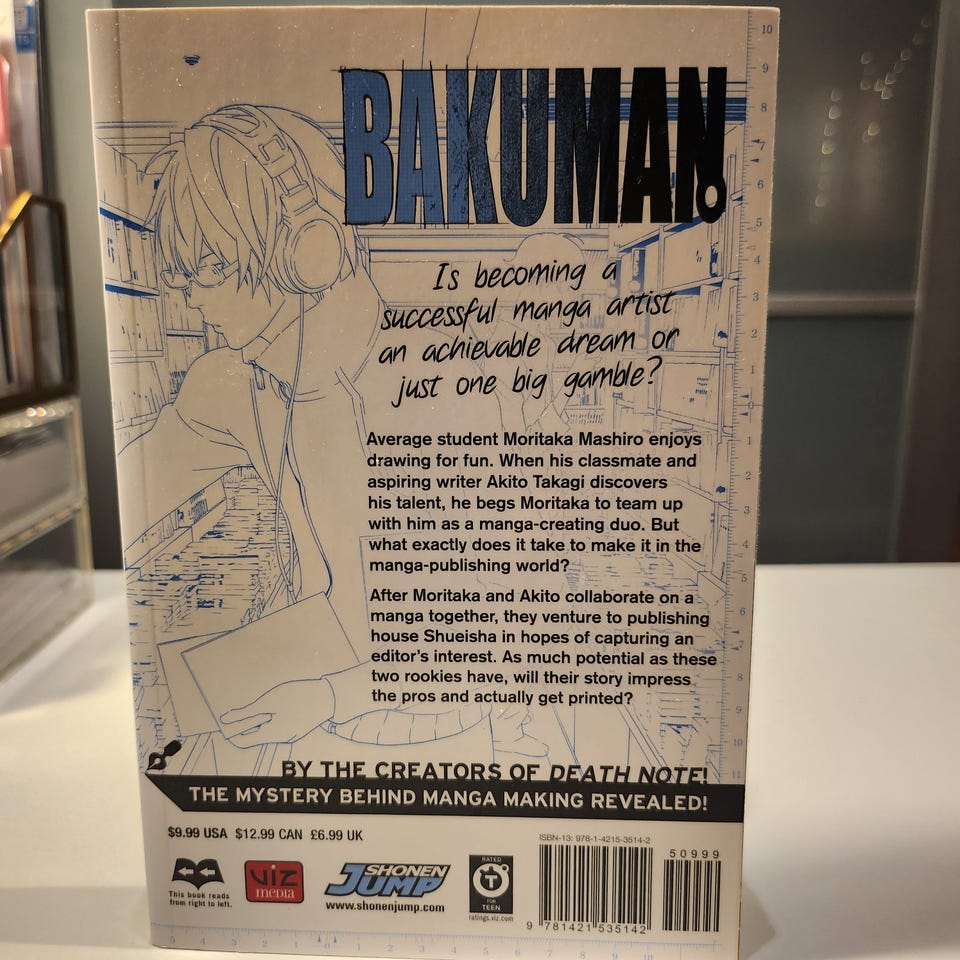 BAKUMAN
Is becoming a
successful manga artist
an achievable dream or
just one big gamble?
Average student Moritaka Mashiro enjoys
drawing for fun. When his classmate and
aspiring writer Akito Takagi discovers
his talent, he begs Moritaka to team up
with him as a manga-creating duo. But
what exactly does it take to make it in the
manga-publishing world?
After Moritaka and Akito collaborate on a
manga together, they venture to publishing
house Shueisha in hopes of capturing an
editor's interest. As much potential as these
two rookies have, will their story impress
the pros and actually get printed?
BY THE CREATORS OF DEATH NOTE!
THE MYSTERY BEHIND MANGA MAKING REVEALED!
$9.99 USA $12.99 CAN £6.99 UK
This book reads
from right to left.
VIZ
media
SHONEN
JUMP
www.shonenjump.com
RATED
T
FOR
TEEN
ratings.viz.com
ISBN-13: 978-1-4215-3514-2
50999
9 781421 535142